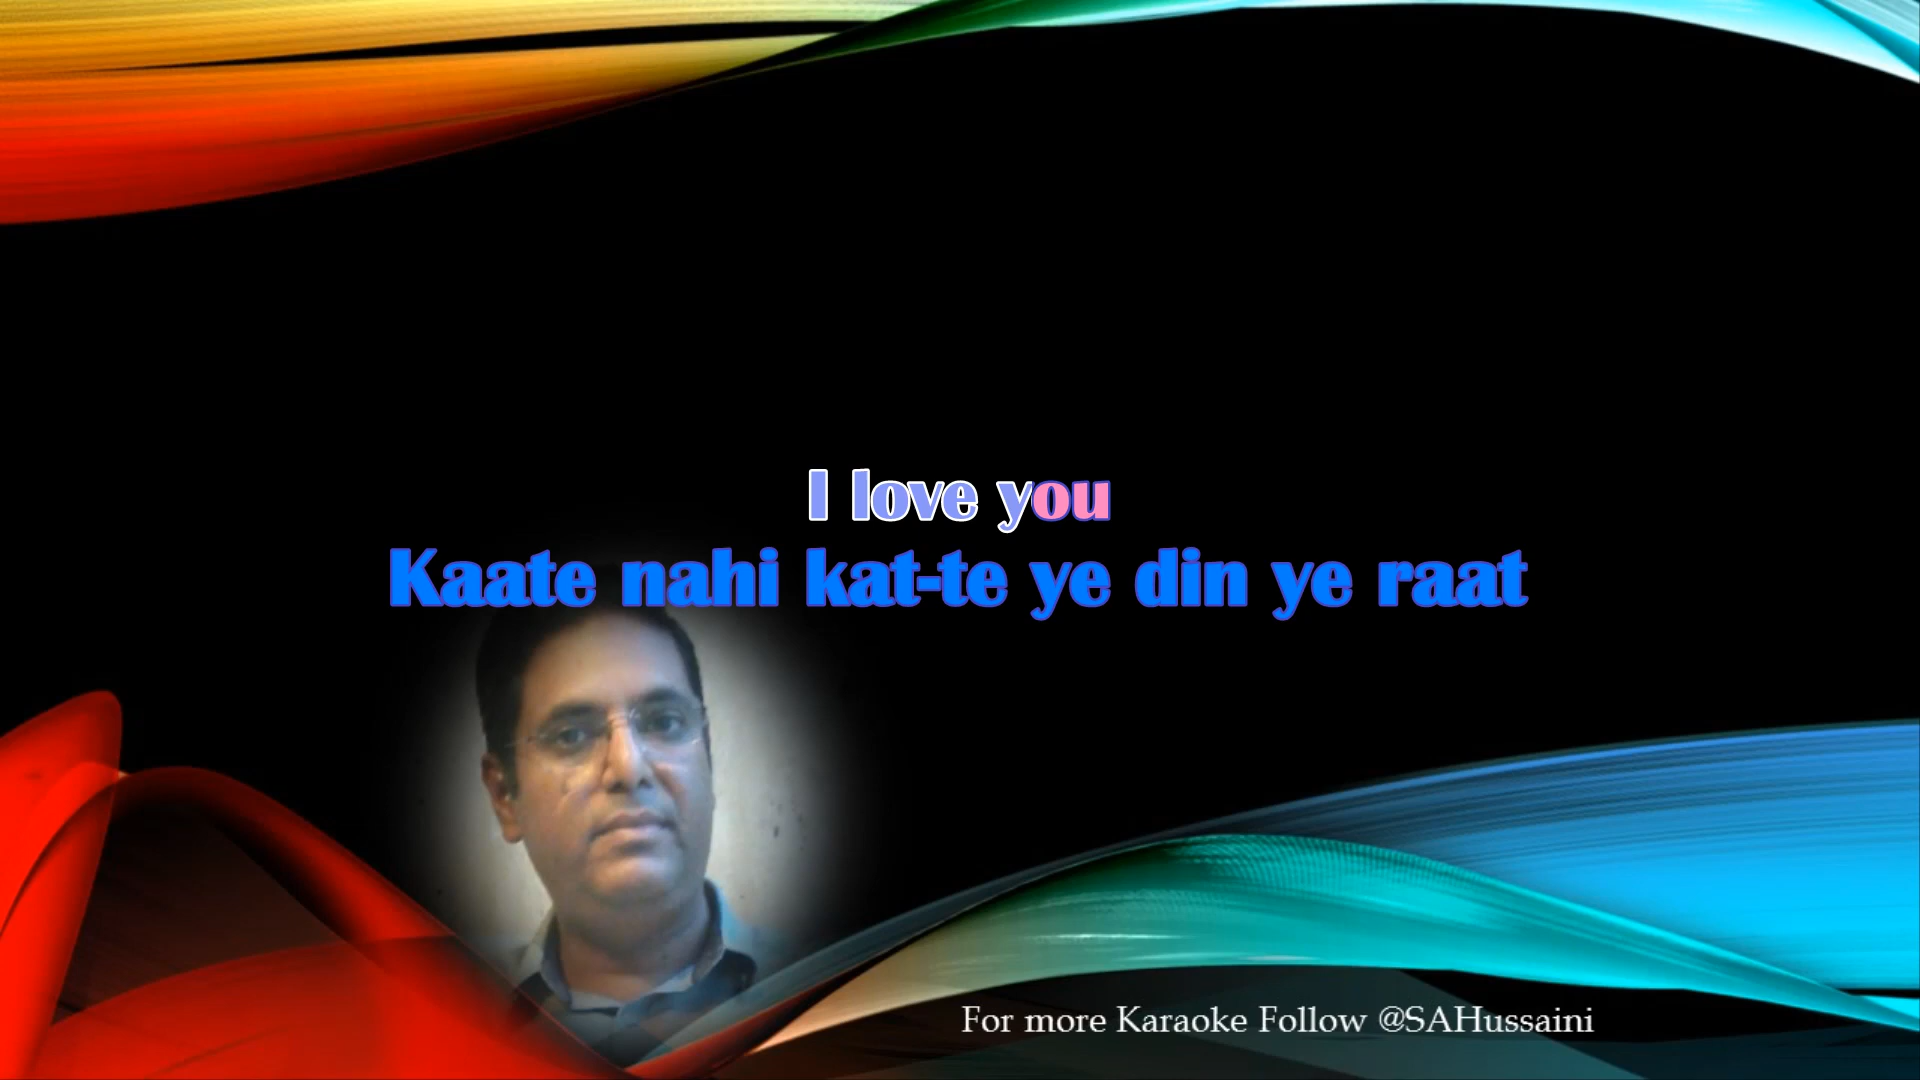 I love you
Kaate nahi kat-te ye din ye raat
For more Karaoke Follow @SAHussaini